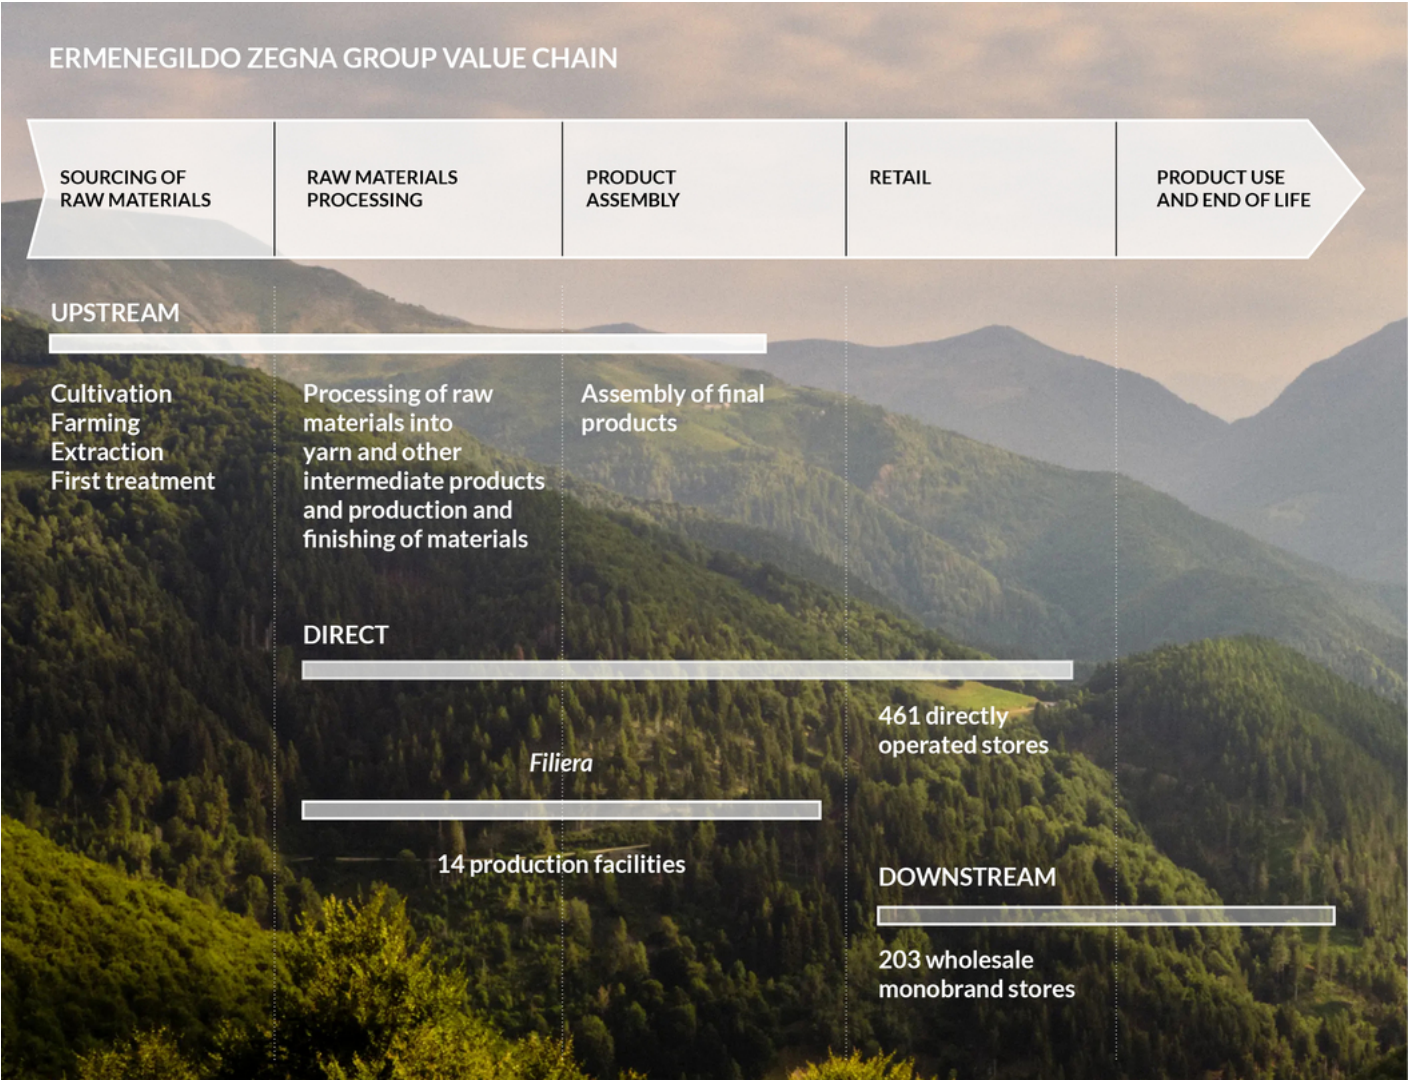 ERMENEGILDO ZEGNA GROUP VALUE CHAIN
SOURCING OF
RAW MATERIALS
RAW MATERIALS
PROCESSING
PRODUCT
ASSEMBLY
RETAIL
PRODUCT USE
AND END OF LIFE
UPSTREAM
Cultivation
Farming
Extraction
First treatment
Processing of raw
materials into
yarn and other
intermediate products
and production and
finishing of materials
Assembly of final
products
DIRECT
461 directly
operated stores
Filiera
14 production facilities
DOWNSTREAM
203 wholesale
monobrand stores